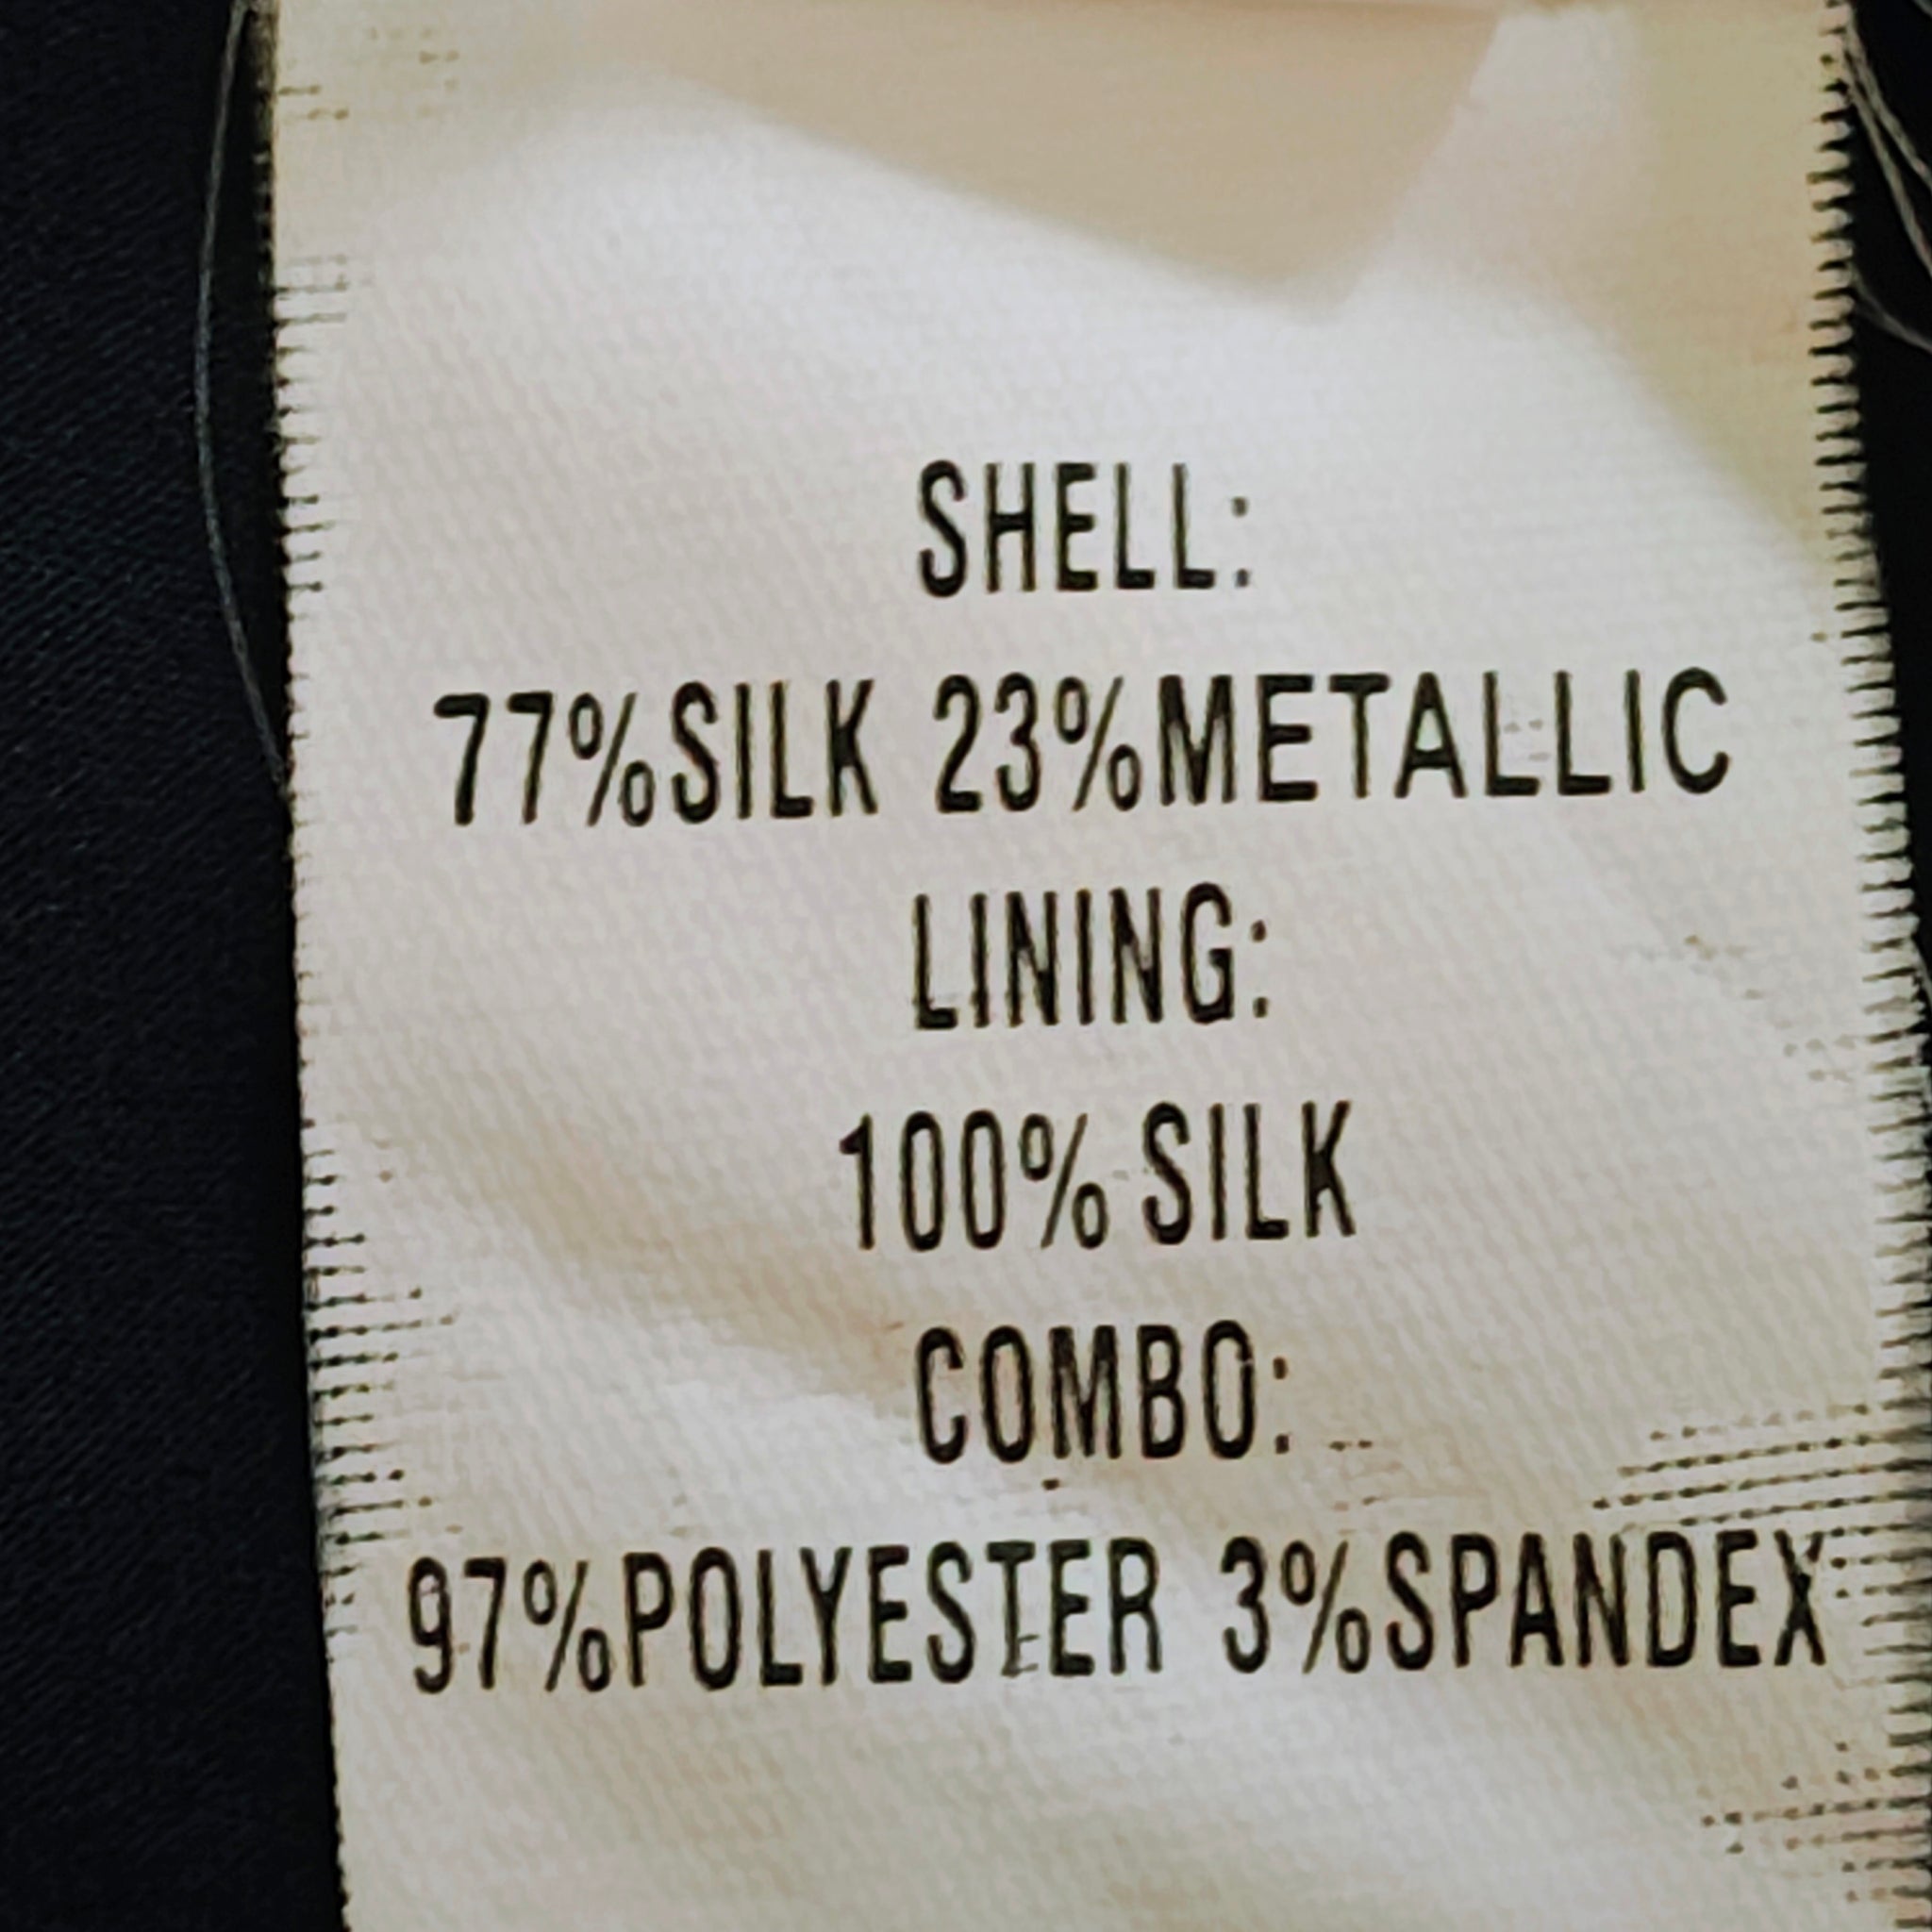 SHELL:
77%SILK 23%METALLIC
LINING:
100% SILK
COMBO:
97%POLYESTER 3%SPANDEX